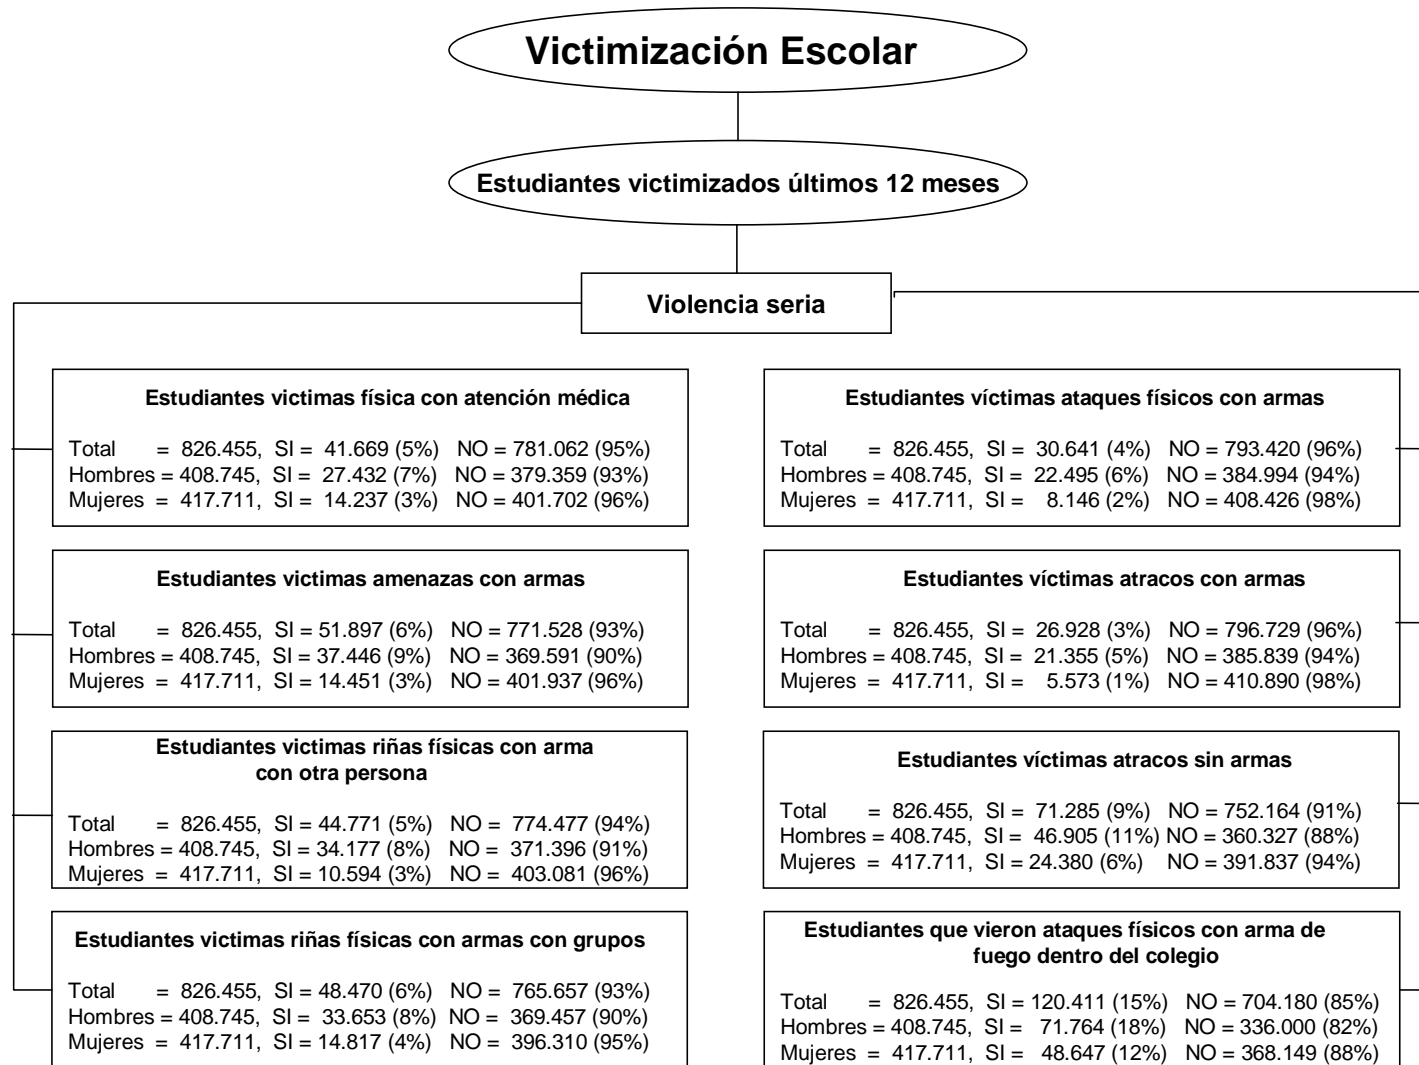 Victimización Escolar
Estudiantes victimizados últimos 12 meses
Violencia seria
Estudiantes victimas física con atención médica
Total = 826.455, SI = 41.669 (5%) NO = 781.062 (95%)
Hombres = 408.745, SI = 27.432 (7%) NO = 379.359 (93%)
Mujeres = 417.711, SI = 14.237 (3%) NO = 401.702 (96%)
Estudiantes víctimas ataques físicos con armas
Total = 826.455, SI = 30.641 (4%) NO = 793.420 (96%)
Hombres = 408.745, SI = 22.495 (6%) NO = 384.994 (94%)
Mujeres = 417.711, SI = 8.146 (2%) NO = 408.426 (98%)
Estudiantes victimas amenazas con armas
Total = 826.455, SI = 51.897 (6%) NO = 771.528 (93%)
Hombres = 408.745, SI = 37.446 (9%) NO = 369.591 (90%)
Mujeres = 417.711, SI = 14.451 (3%) NO = 401.937 (96%)
Estudiantes víctimas atracos con armas
Total = 826.455, SI = 26.928 (3%) NO = 796.729 (96%)
Hombres = 408.745, SI = 21.355 (5%) NO = 385.839 (94%)
Mujeres = 417.711, SI = 5.573 (1%) NO = 410.890 (98%)
Estudiantes victimas riñas físicas con arma
con otra persona
Total = 826.455, SI = 44.771 (5%) NO = 774.477 (94%)
Hombres = 408.745, SI = 34.177 (8%) NO = 371.396 (91%)
Mujeres = 417.711, SI = 10.594 (3%) NO = 403.081 (96%)
Estudiantes víctimas atracos sin armas
Total = 826.455, SI = 71.285 (9%) NO = 752.164 (91%)
Hombres = 408.745, SI = 46.905 (11%) NO = 360.327 (88%)
Mujeres = 417.711, SI = 24.380 (6%) NO = 391.837 (94%)
Estudiantes victimas riñas físicas con armas con grupos
Total = 826.455, SI = 48.470 (6%) NO = 765.657 (93%)
Hombres = 408.745, SI = 33.653 (8%) NO = 369.457 (90%)
Mujeres = 417.711, SI = 14.817 (4%) NO = 396.310 (95%)
Estudiantes que vieron ataques físicos con arma de
fuego dentro del colegio
Total = 826.455, SI = 120.411 (15%) NO = 704.180 (85%)
Hombres = 408.745, SI = 71.764 (18%) NO = 336.000 (82%)
Mujeres = 417.711, SI = 48.647 (12%) NO = 368.149 (88%)